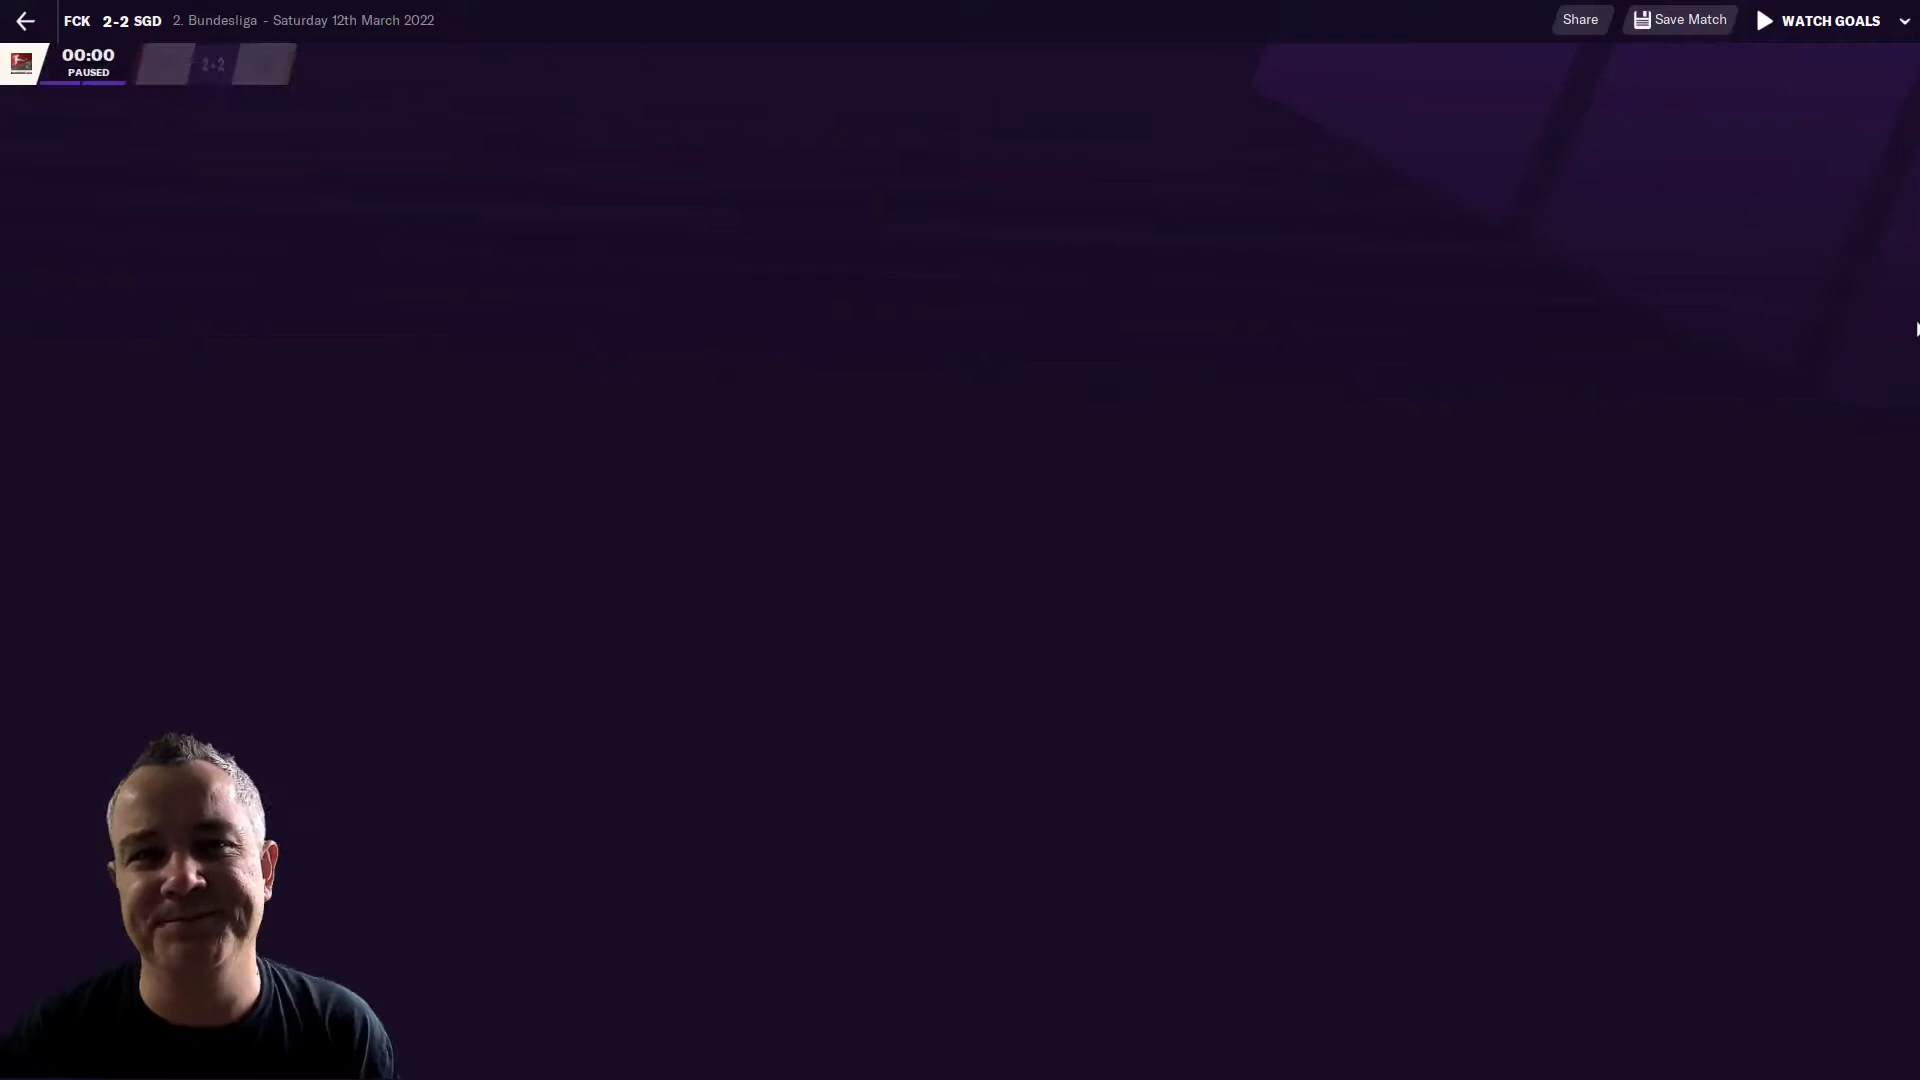 FCK 2-2 SGD 2. Bundesliga - Saturday 12th March 2022
Share
Save Match
WATCH GOALS
00:00
PAUSED
2-2